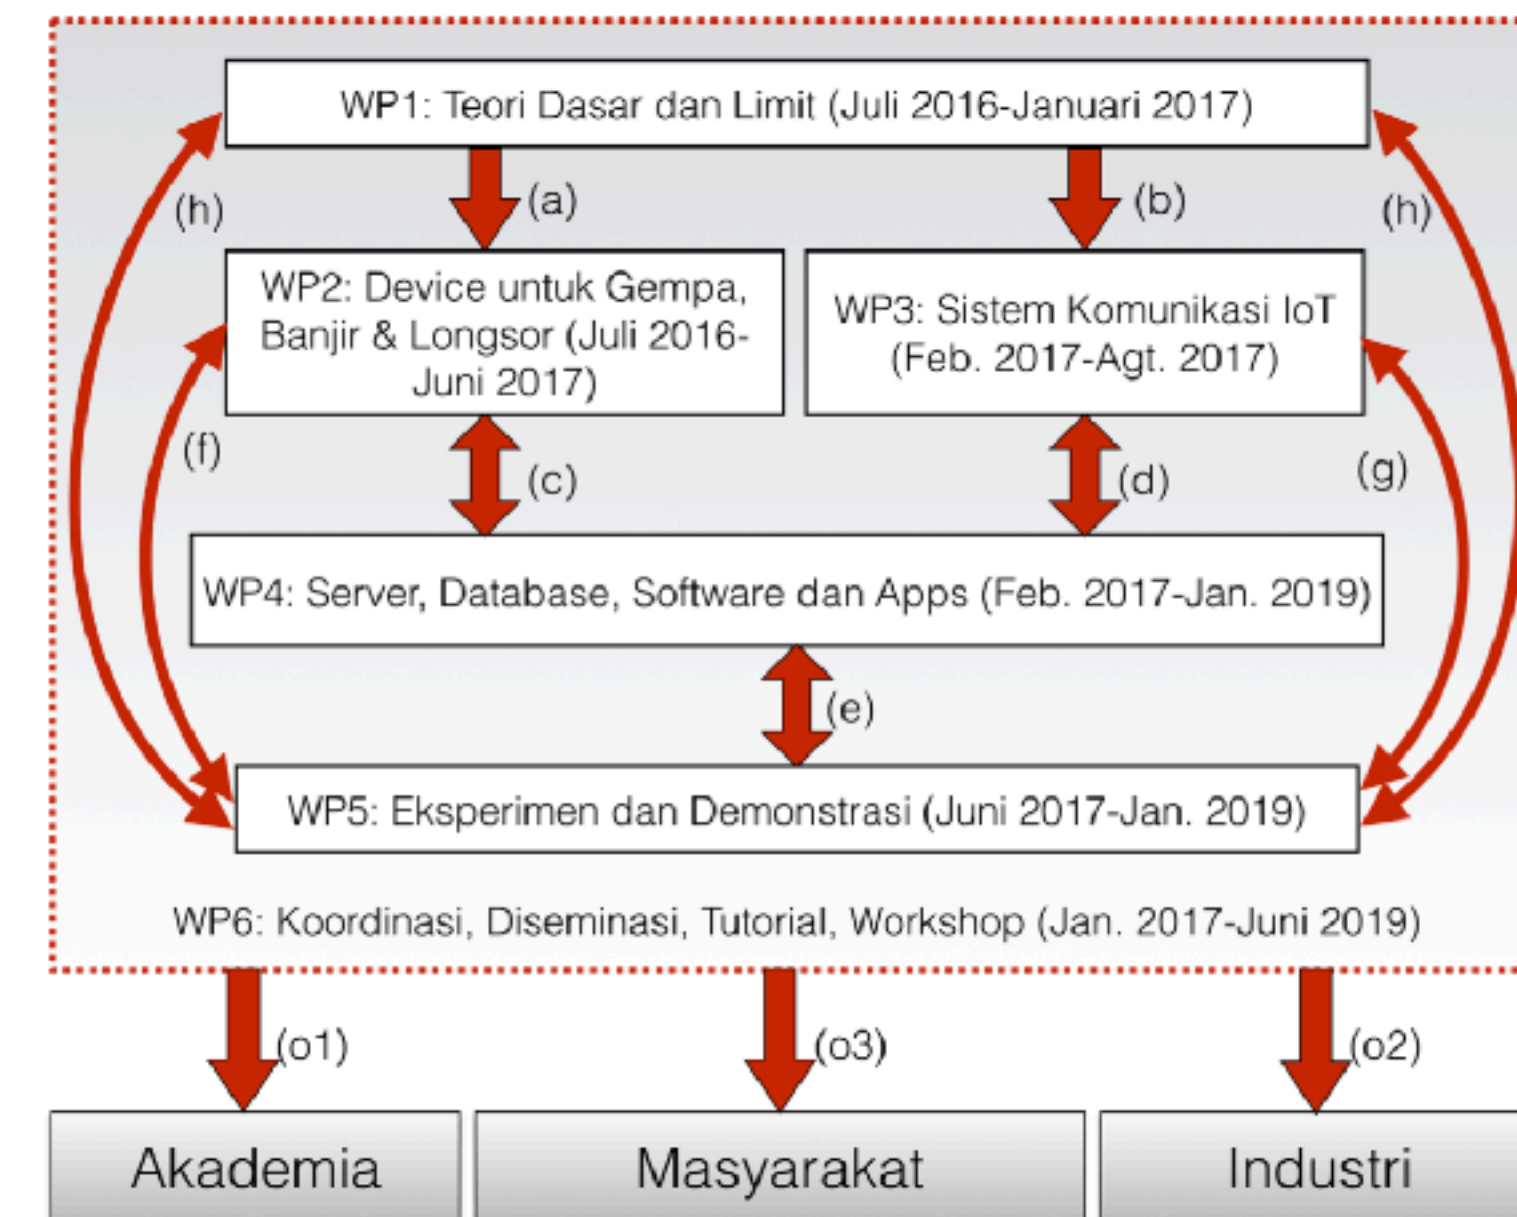 WP1: Teori Dasar dan Limit (Juli 2016-Januari 2017)
(h)
(a)
(b)
(h)
WP2: Device untuk Gempa,
Banjir & Longsor (Juli 2016-
Juni 2017)
WP3: Sistem Komunikasi IoT
(Feb. 2017-Agt. 2017)
(f)
(c)
(d)
(g)
WP4: Server, Database, Software dan Apps (Feb. 2017-Jan. 2019)
(e)
WP5: Eksperimen dan Demonstrasi (Juni 2017-Jan. 2019)
WP6: Koordinasi, Diseminasi, Tutorial, Workshop (Jan. 2017-Juni 2019)
(o1)
(o3)
(o2)
Akademia
Masyarakat
Industri